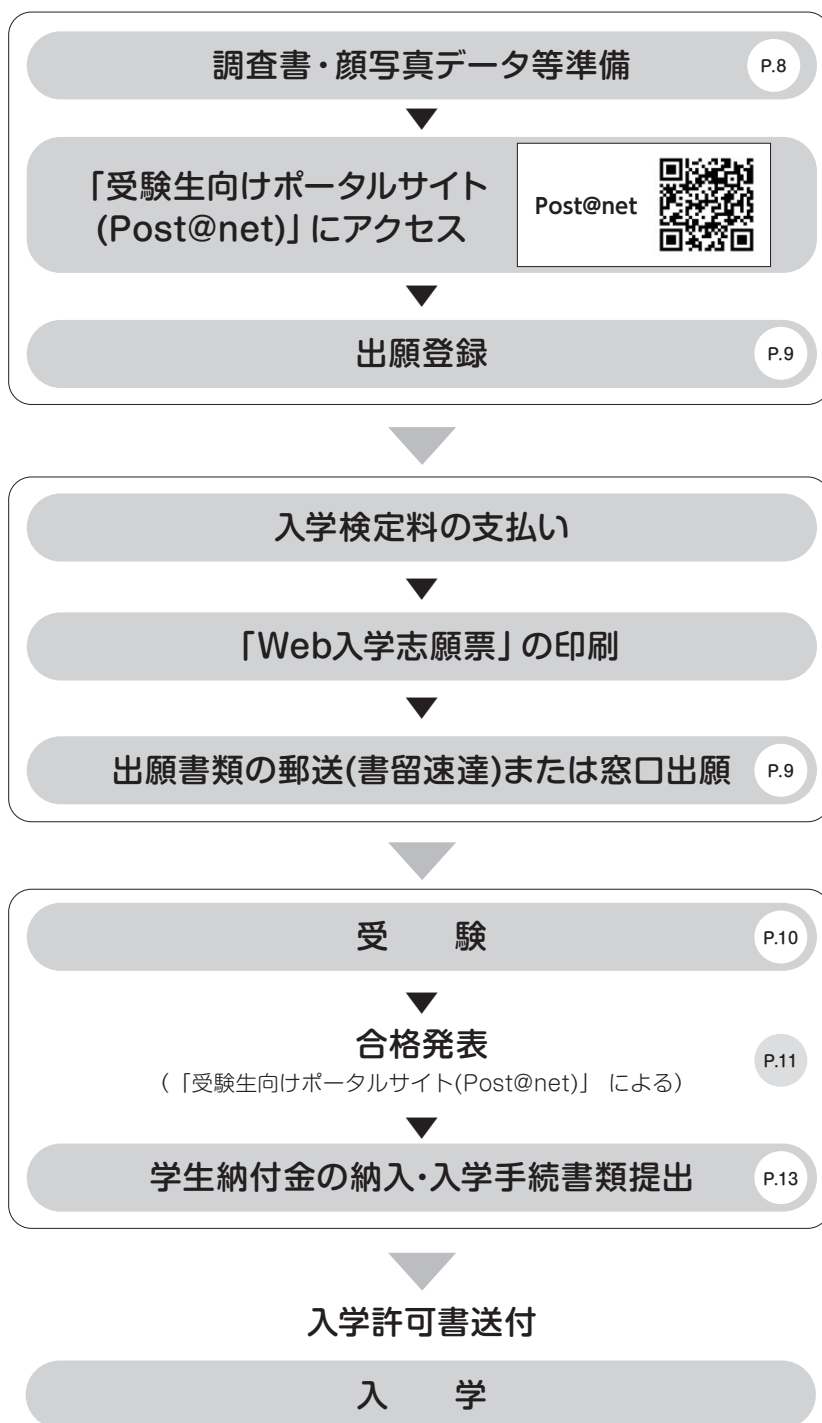 調査書・顔写真データ等準備 P.8
「受験生向けポータルサイト
(Post@net)」にアクセス
Post@net
出願登録 P.9
入学検定料の支払い
「Web入学志願票」の印刷
出願書類の郵送(書留速達)または窓口出願 P.9
受　験 P.10
合格発表 P.11
（「受験生向けポータルサイト(Post@net)」 による）
学生納付金の納入・入学手続書類提出 P.13
入学許可書送付
入　学